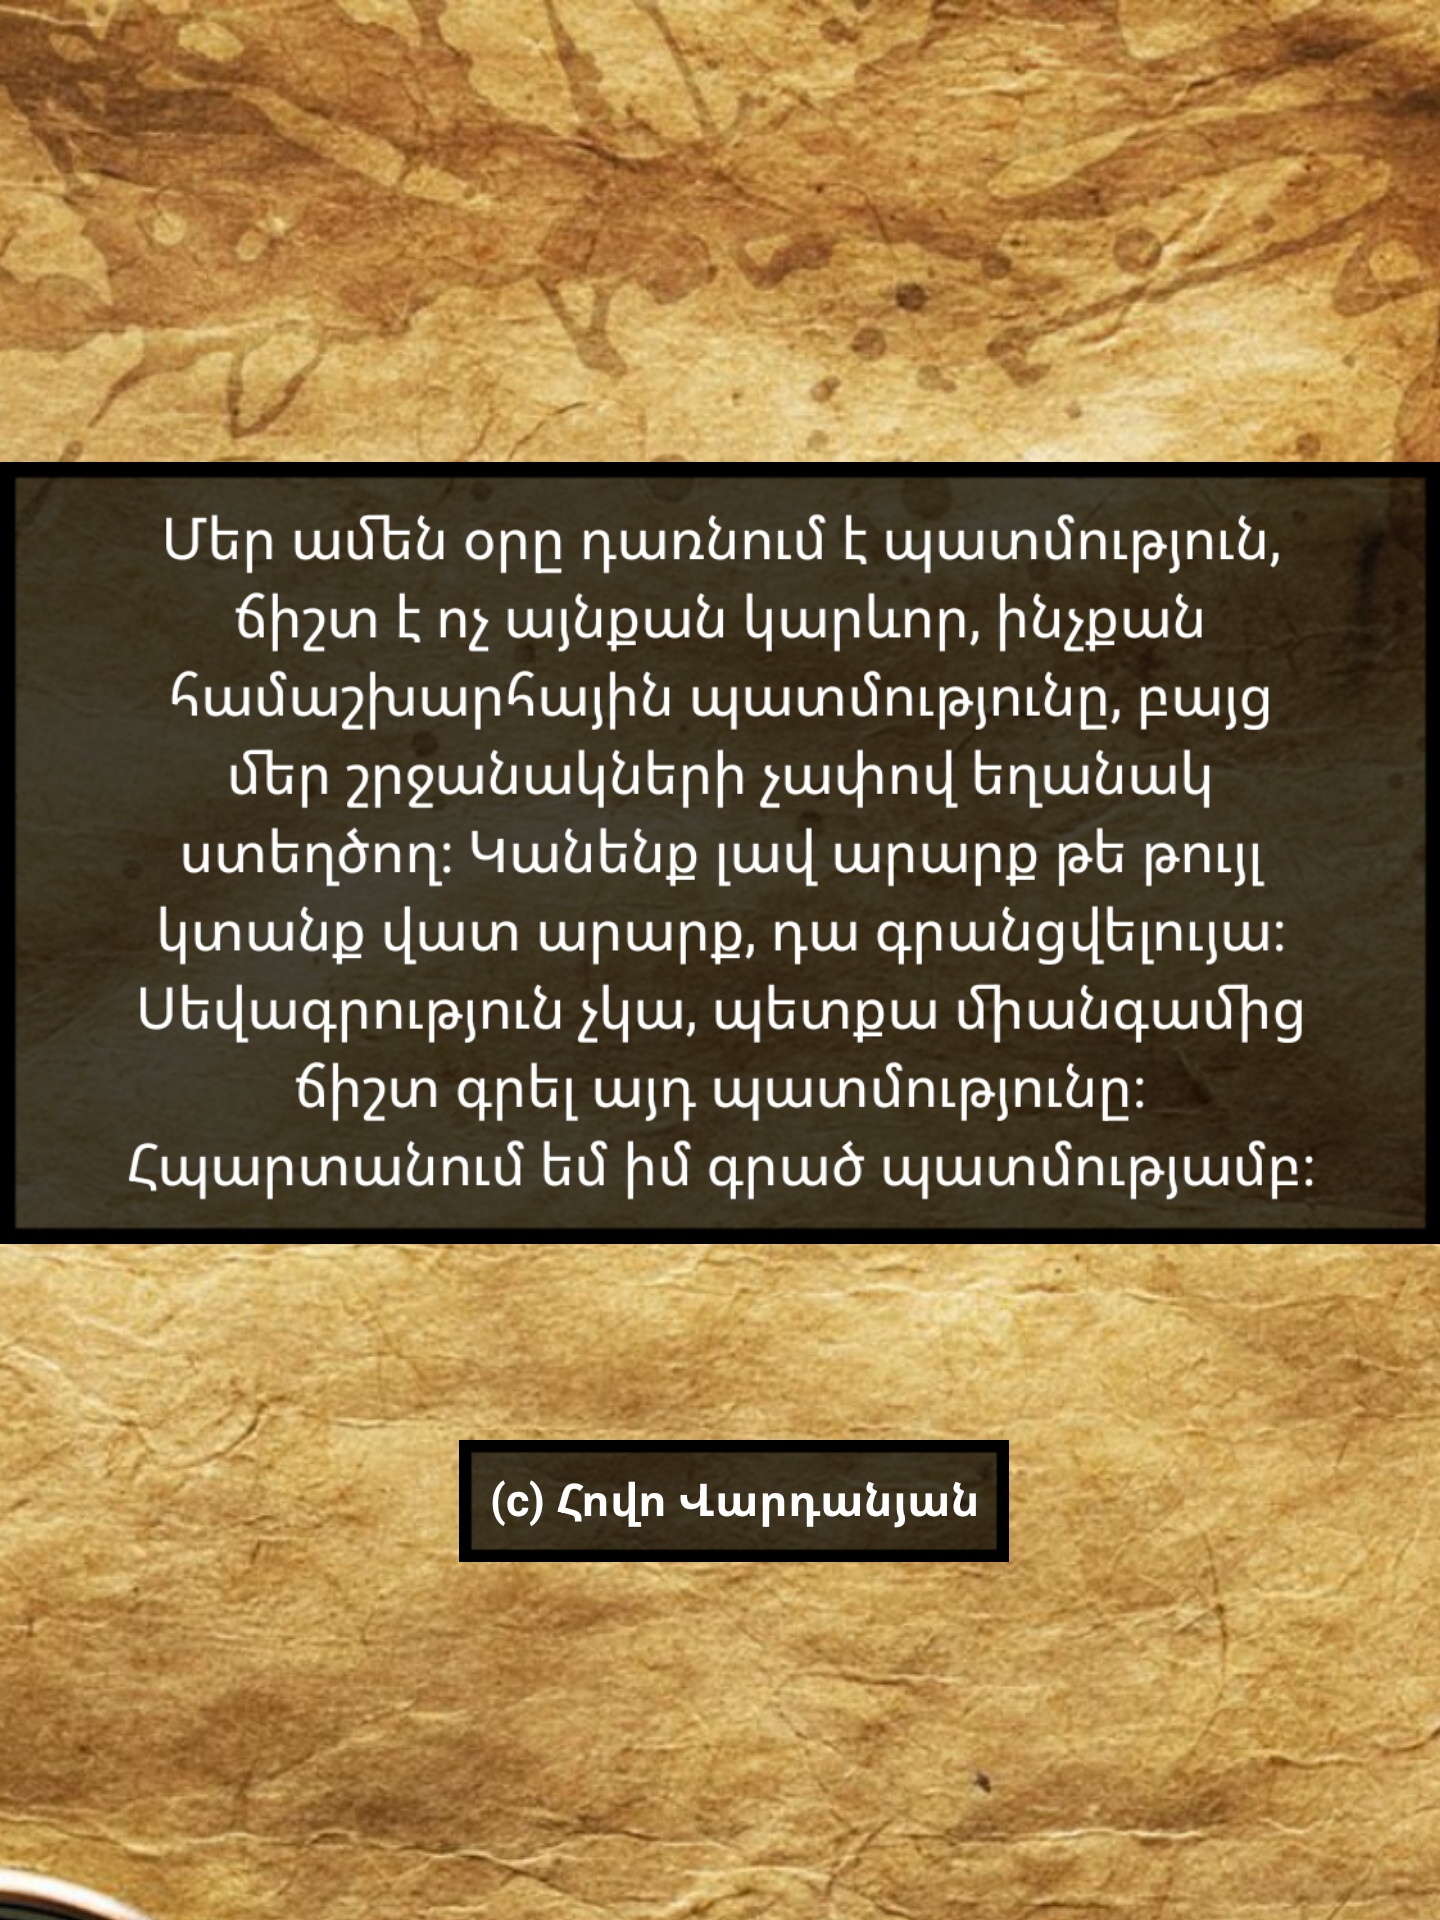 Մեր ամեն օրը դառնում է պատմություն,
ճիշտ է ոչ այնքան կարևոր, ինչքան
համաշխարհային պատմությունը, բայց
մեր շրջանակների չափով եղանակ
ստեղծող: Կանենք լավ արարք թե թույլ
կտանք վատ արարք, դա գրանցվելույա:
Սեվագրություն չկա, պետքա միանգամից
ճիշտ գրել այդ պատմությունը:
Հպարտանում եմ իմ գրած պատմությամբ:
(c) Հովո Վարդանյան